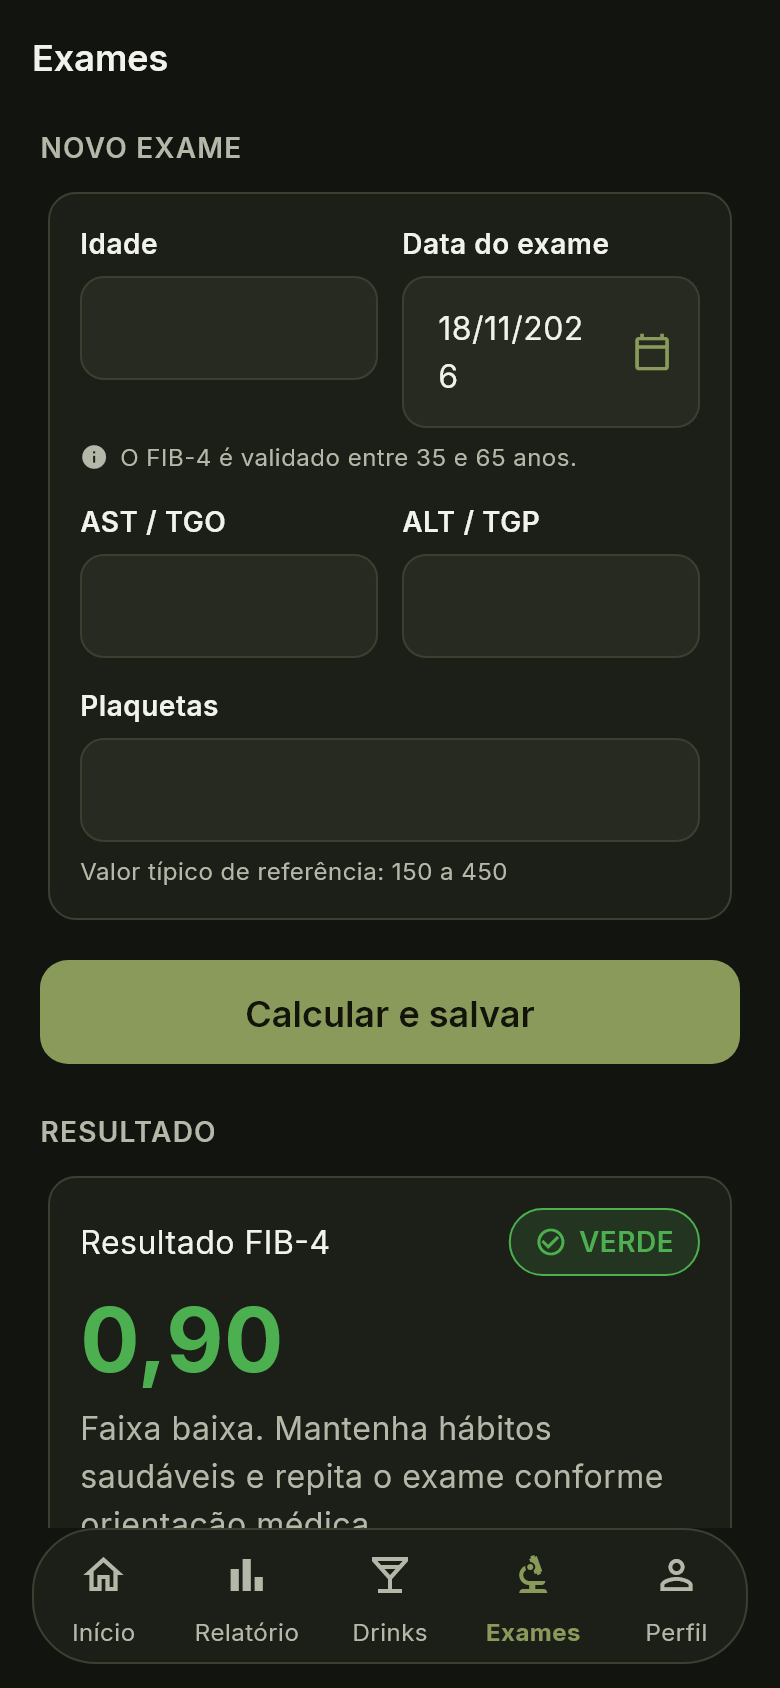 Exames
NOVO EXAME
Idade
Data do exame
18/11/202
6
O FIB-4 é validado entre 35 e 65 anos.
AST / TGO
ALT / TGP
Plaquetas
Valor típico de referência: 150 a 450
Calcular e salvar
RESULTADO
Resultado FIB-4
VERDE
0,90
Faixa baixa. Mantenha hábitos
saudáveis e repita o exame conforme
orientação médica
Início
Relatório
Drinks
Exames
Perfil